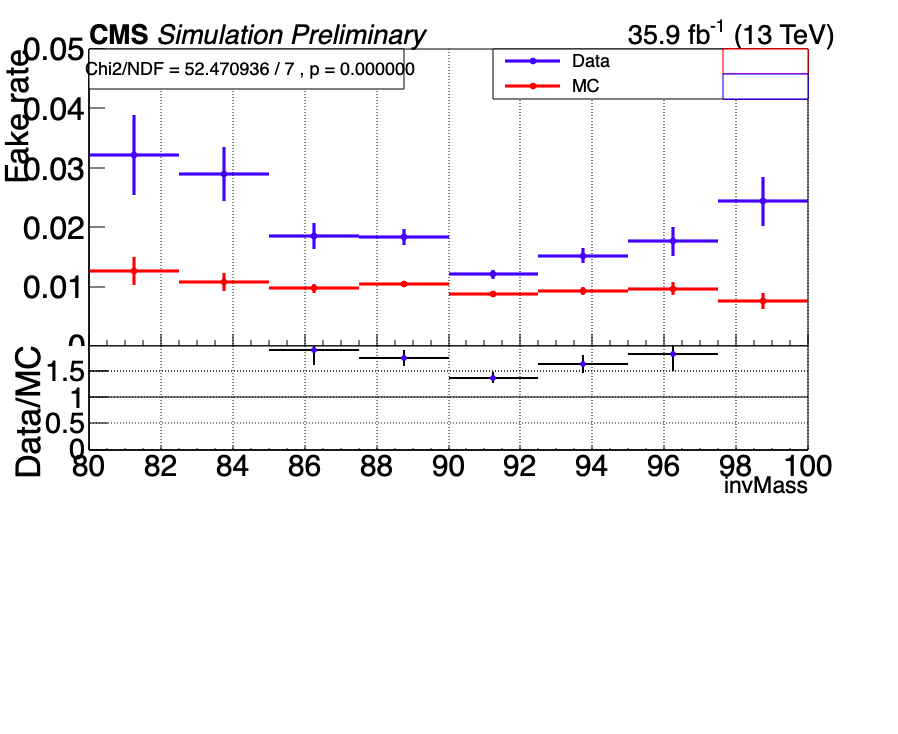 CMS Simulation Preliminary 35.9 fb⁻¹ (13 TeV)
Chi2/NDF = 52.470936 / 7 , p = 0.000000
Data
MC
Fake rate
0.05
0.04
0.03
0.02
0.01
0
Data/MC
1.5
1
0.5
0
80 82 84 86 88 90 92 94 96 98 100
invMass